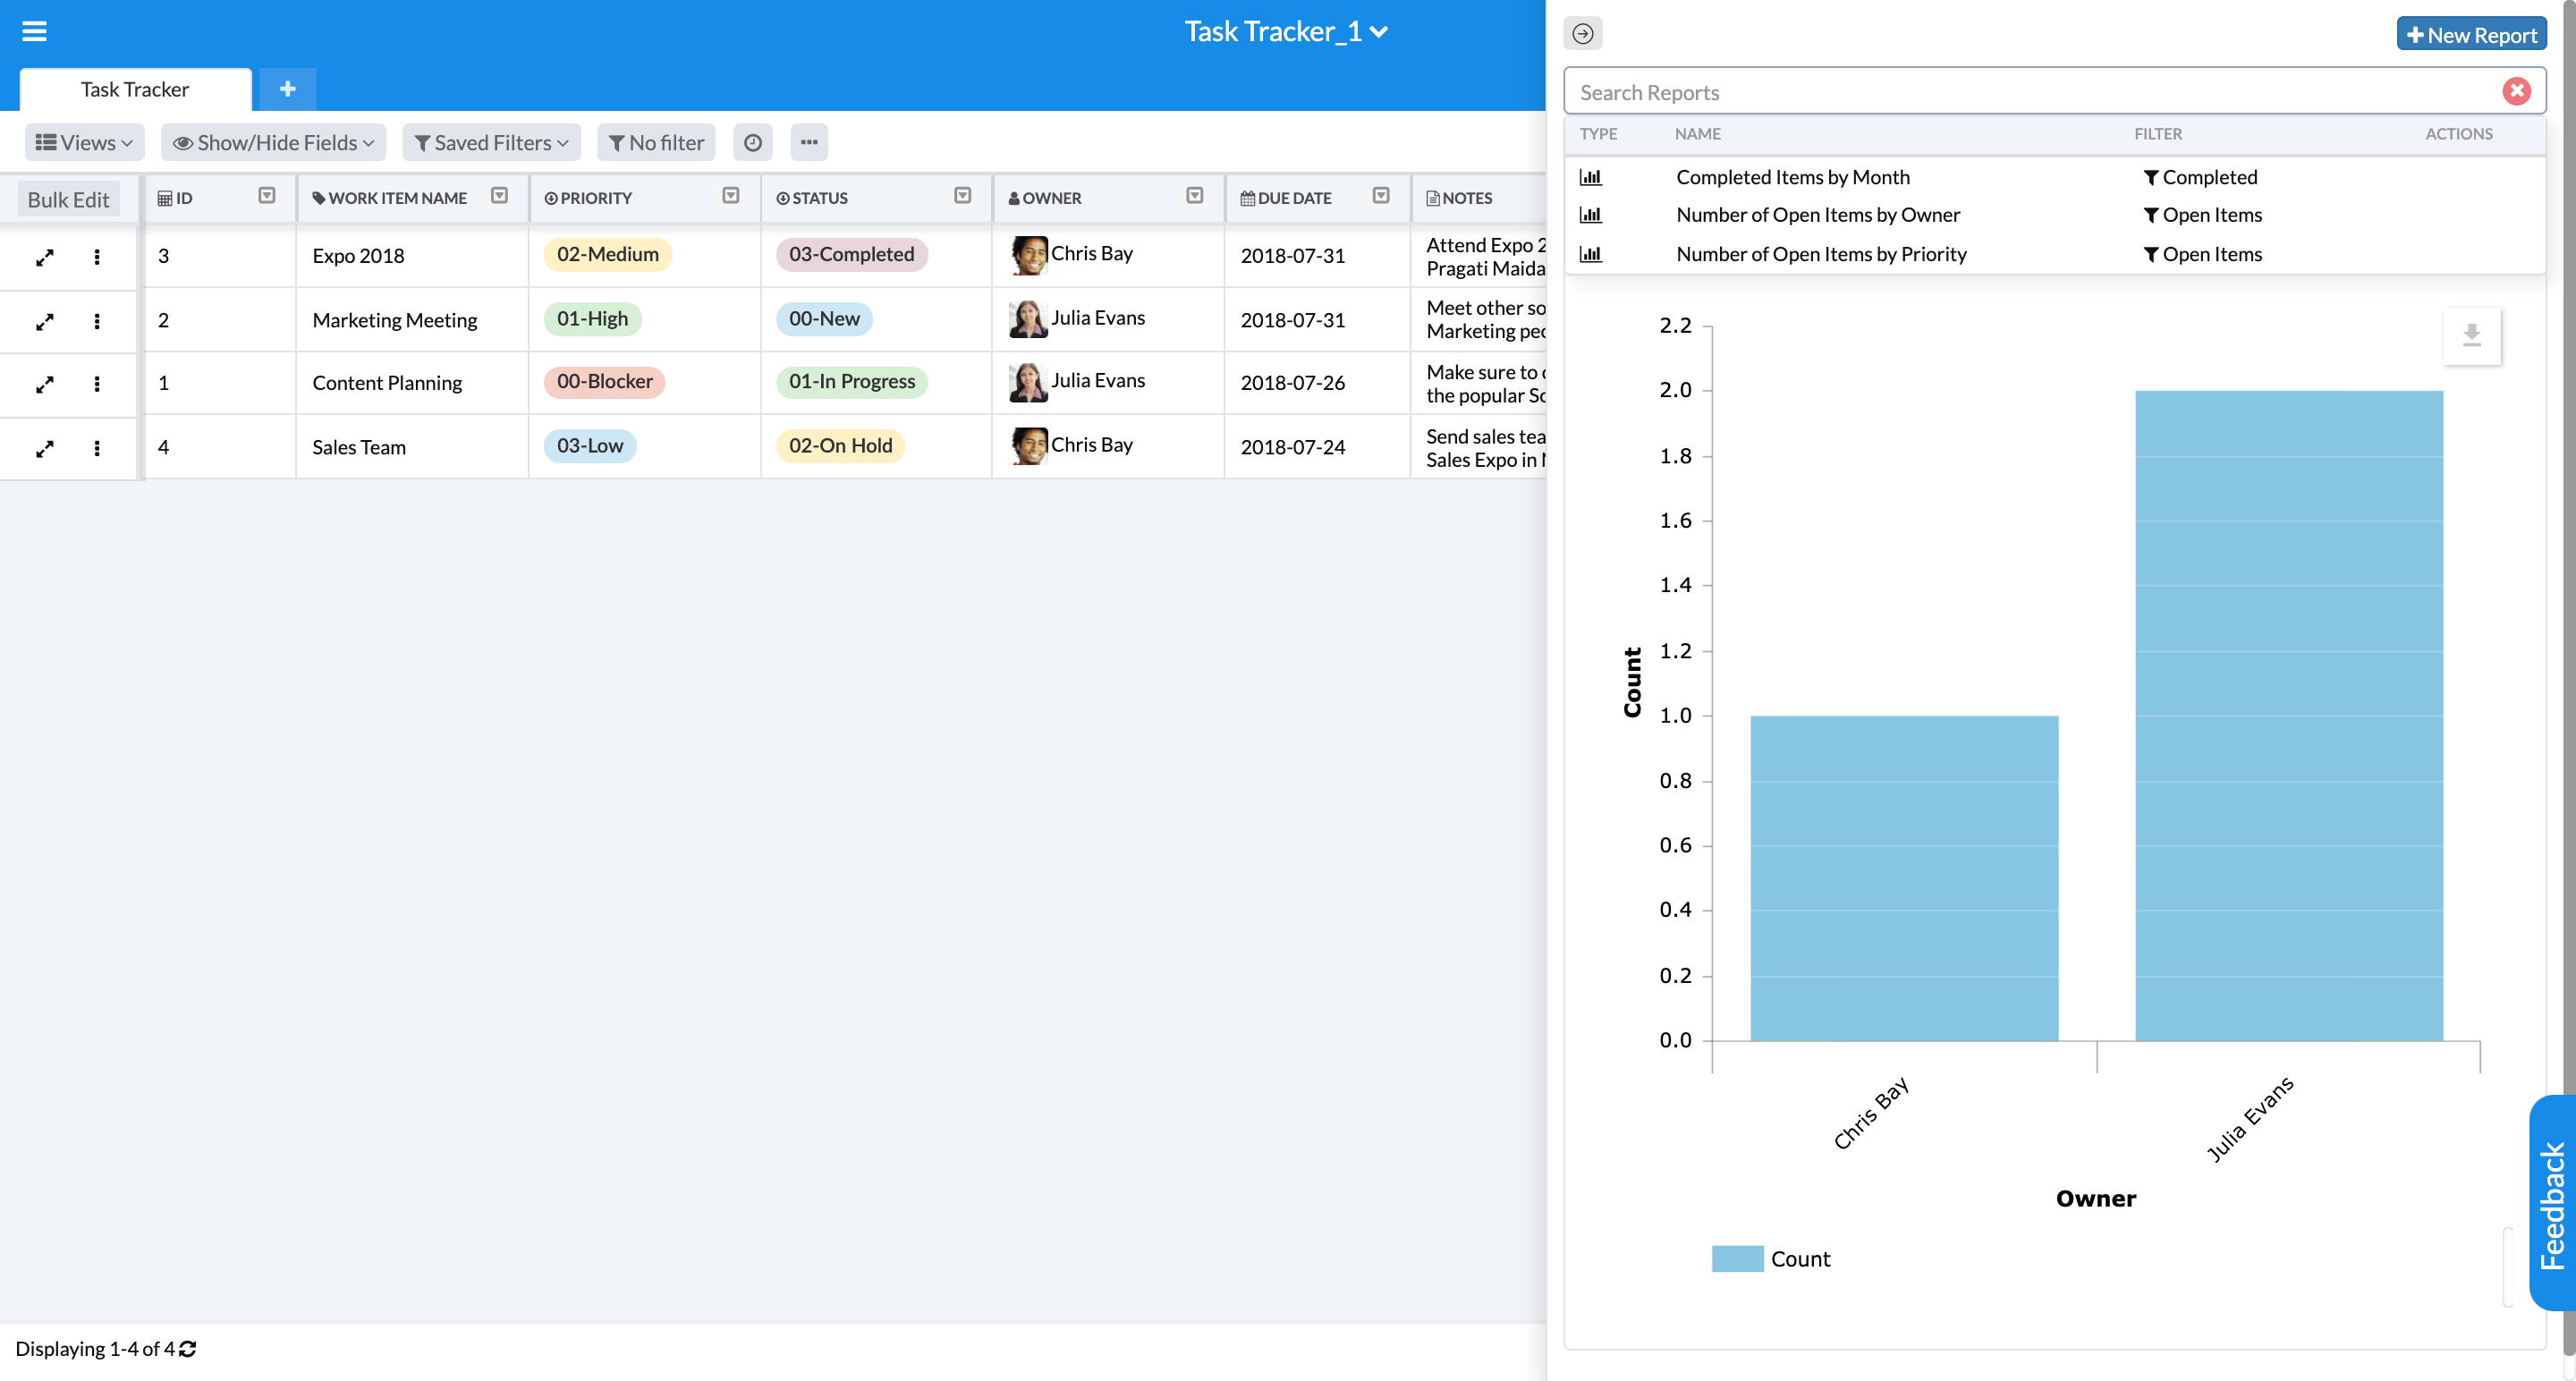 Task Tracker_1
Task Tracker
+
Views
Show/Hide Fields
Saved Filters
No filter
Bulk Edit
ID
WORK ITEM NAME
PRIORITY
STATUS
OWNER
DUE DATE
NOTES
3
Expo 2018
02-Medium
03-Completed
Chris Bay
2018-07-31
Attend Expo 2
Pragati Maida
2
Marketing Meeting
01-High
00-New
Julia Evans
2018-07-31
Meet other so
Marketing peo
1
Content Planning
00-Blocker
01-In Progress
Julia Evans
2018-07-26
Make sure to
the popular So
4
Sales Team
03-Low
02-On Hold
Chris Bay
2018-07-24
Send sales tea
Sales Expo in
Displaying 1-4 of 4
+ New Report
Search Reports
TYPE
NAME
FILTER
ACTIONS
Completed Items by Month
Completed
Number of Open Items by Owner
Open Items
Number of Open Items by Priority
Open Items
2.2
2.0
1.8
1.6
1.4
1.2
1.0
0.8
0.6
0.4
0.2
0.0
Count
Chris Bay
Julia Evans
Owner
Count
Feedback